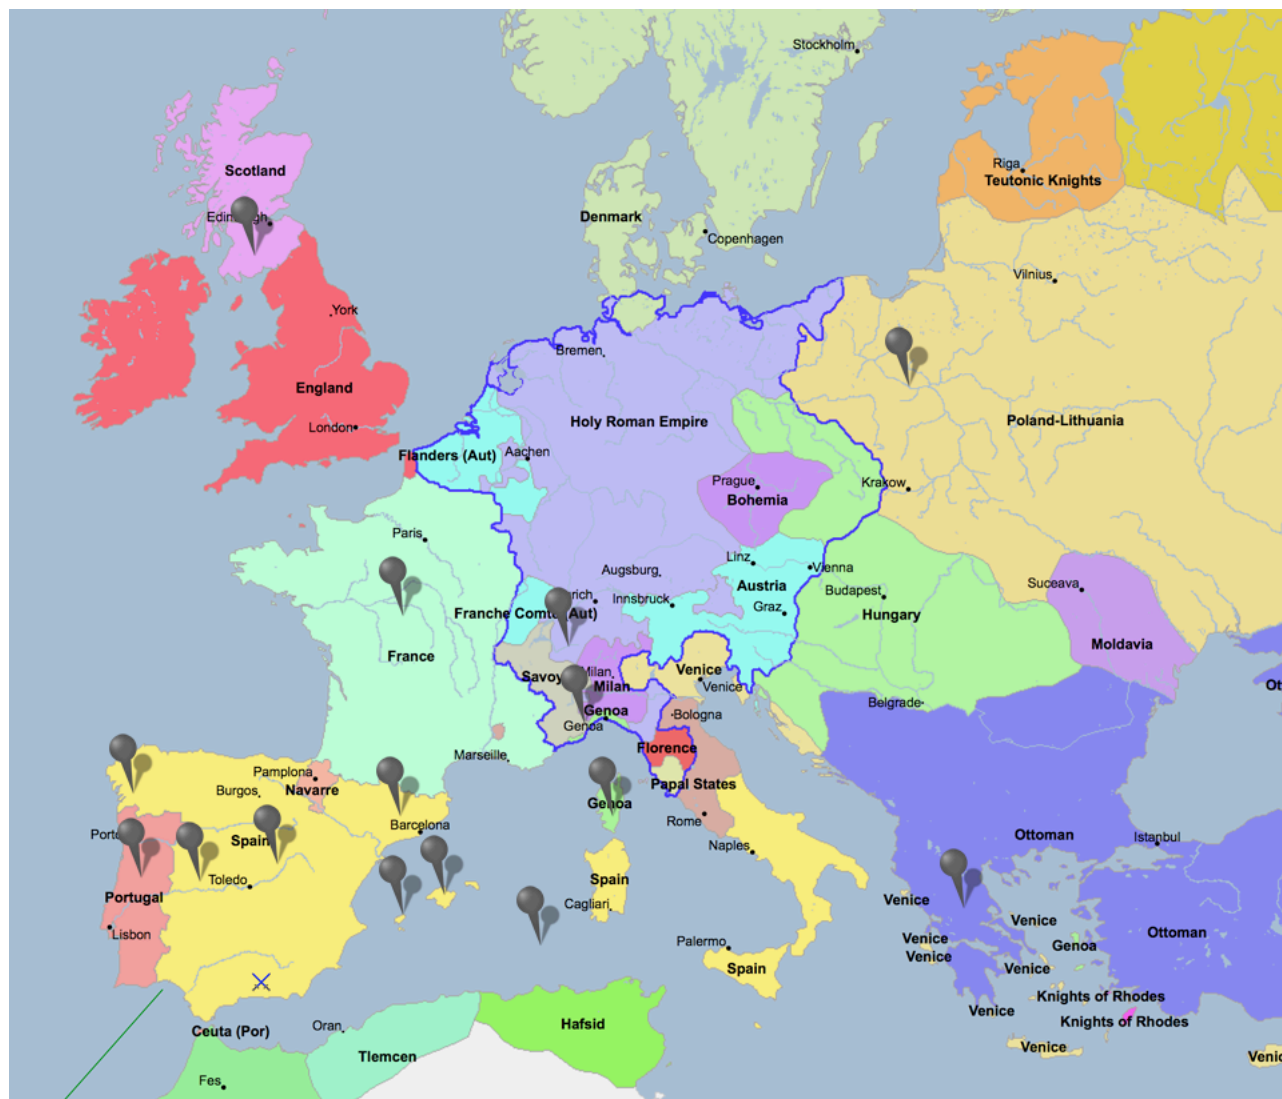 Stockholm
Scotland
Riga
Teutonic Knights
Denmark
Copenhagen
Vilnius
York
Bremen
England
Holy Roman Empire
Poland-Lithuania
London
Flanders (Aut)
Aachen
Prague
Bohemia
Krakow
Paris
Linz
Vienna
Augsburg
Austria
Suceava
Innsbruck
Budapest
Graz
Hungary
Franche Comté (Aut)
France
Moldavia
Savoy
Milan
Milan
Venice
Venice
Belgrade
Genoa
Genoa
Bologna
Marseille
Florence
Pamplona
Navarre
Burgos
Papal States
Genoa
Rome
Barcelona
Spain
Naples
Ottoman
Istanbul
Toledo
Spain
Portugal
Cagliari
Venice
Venice
Lisbon
Venice
Venice
Genoa
Ottoman
Palermo
Spain
Venice
Knights of Rhodes
Venice
Knights of Rhodes
Ceuta (Por)
Oran
Hafsid
Tlemcen
Venice
Fes